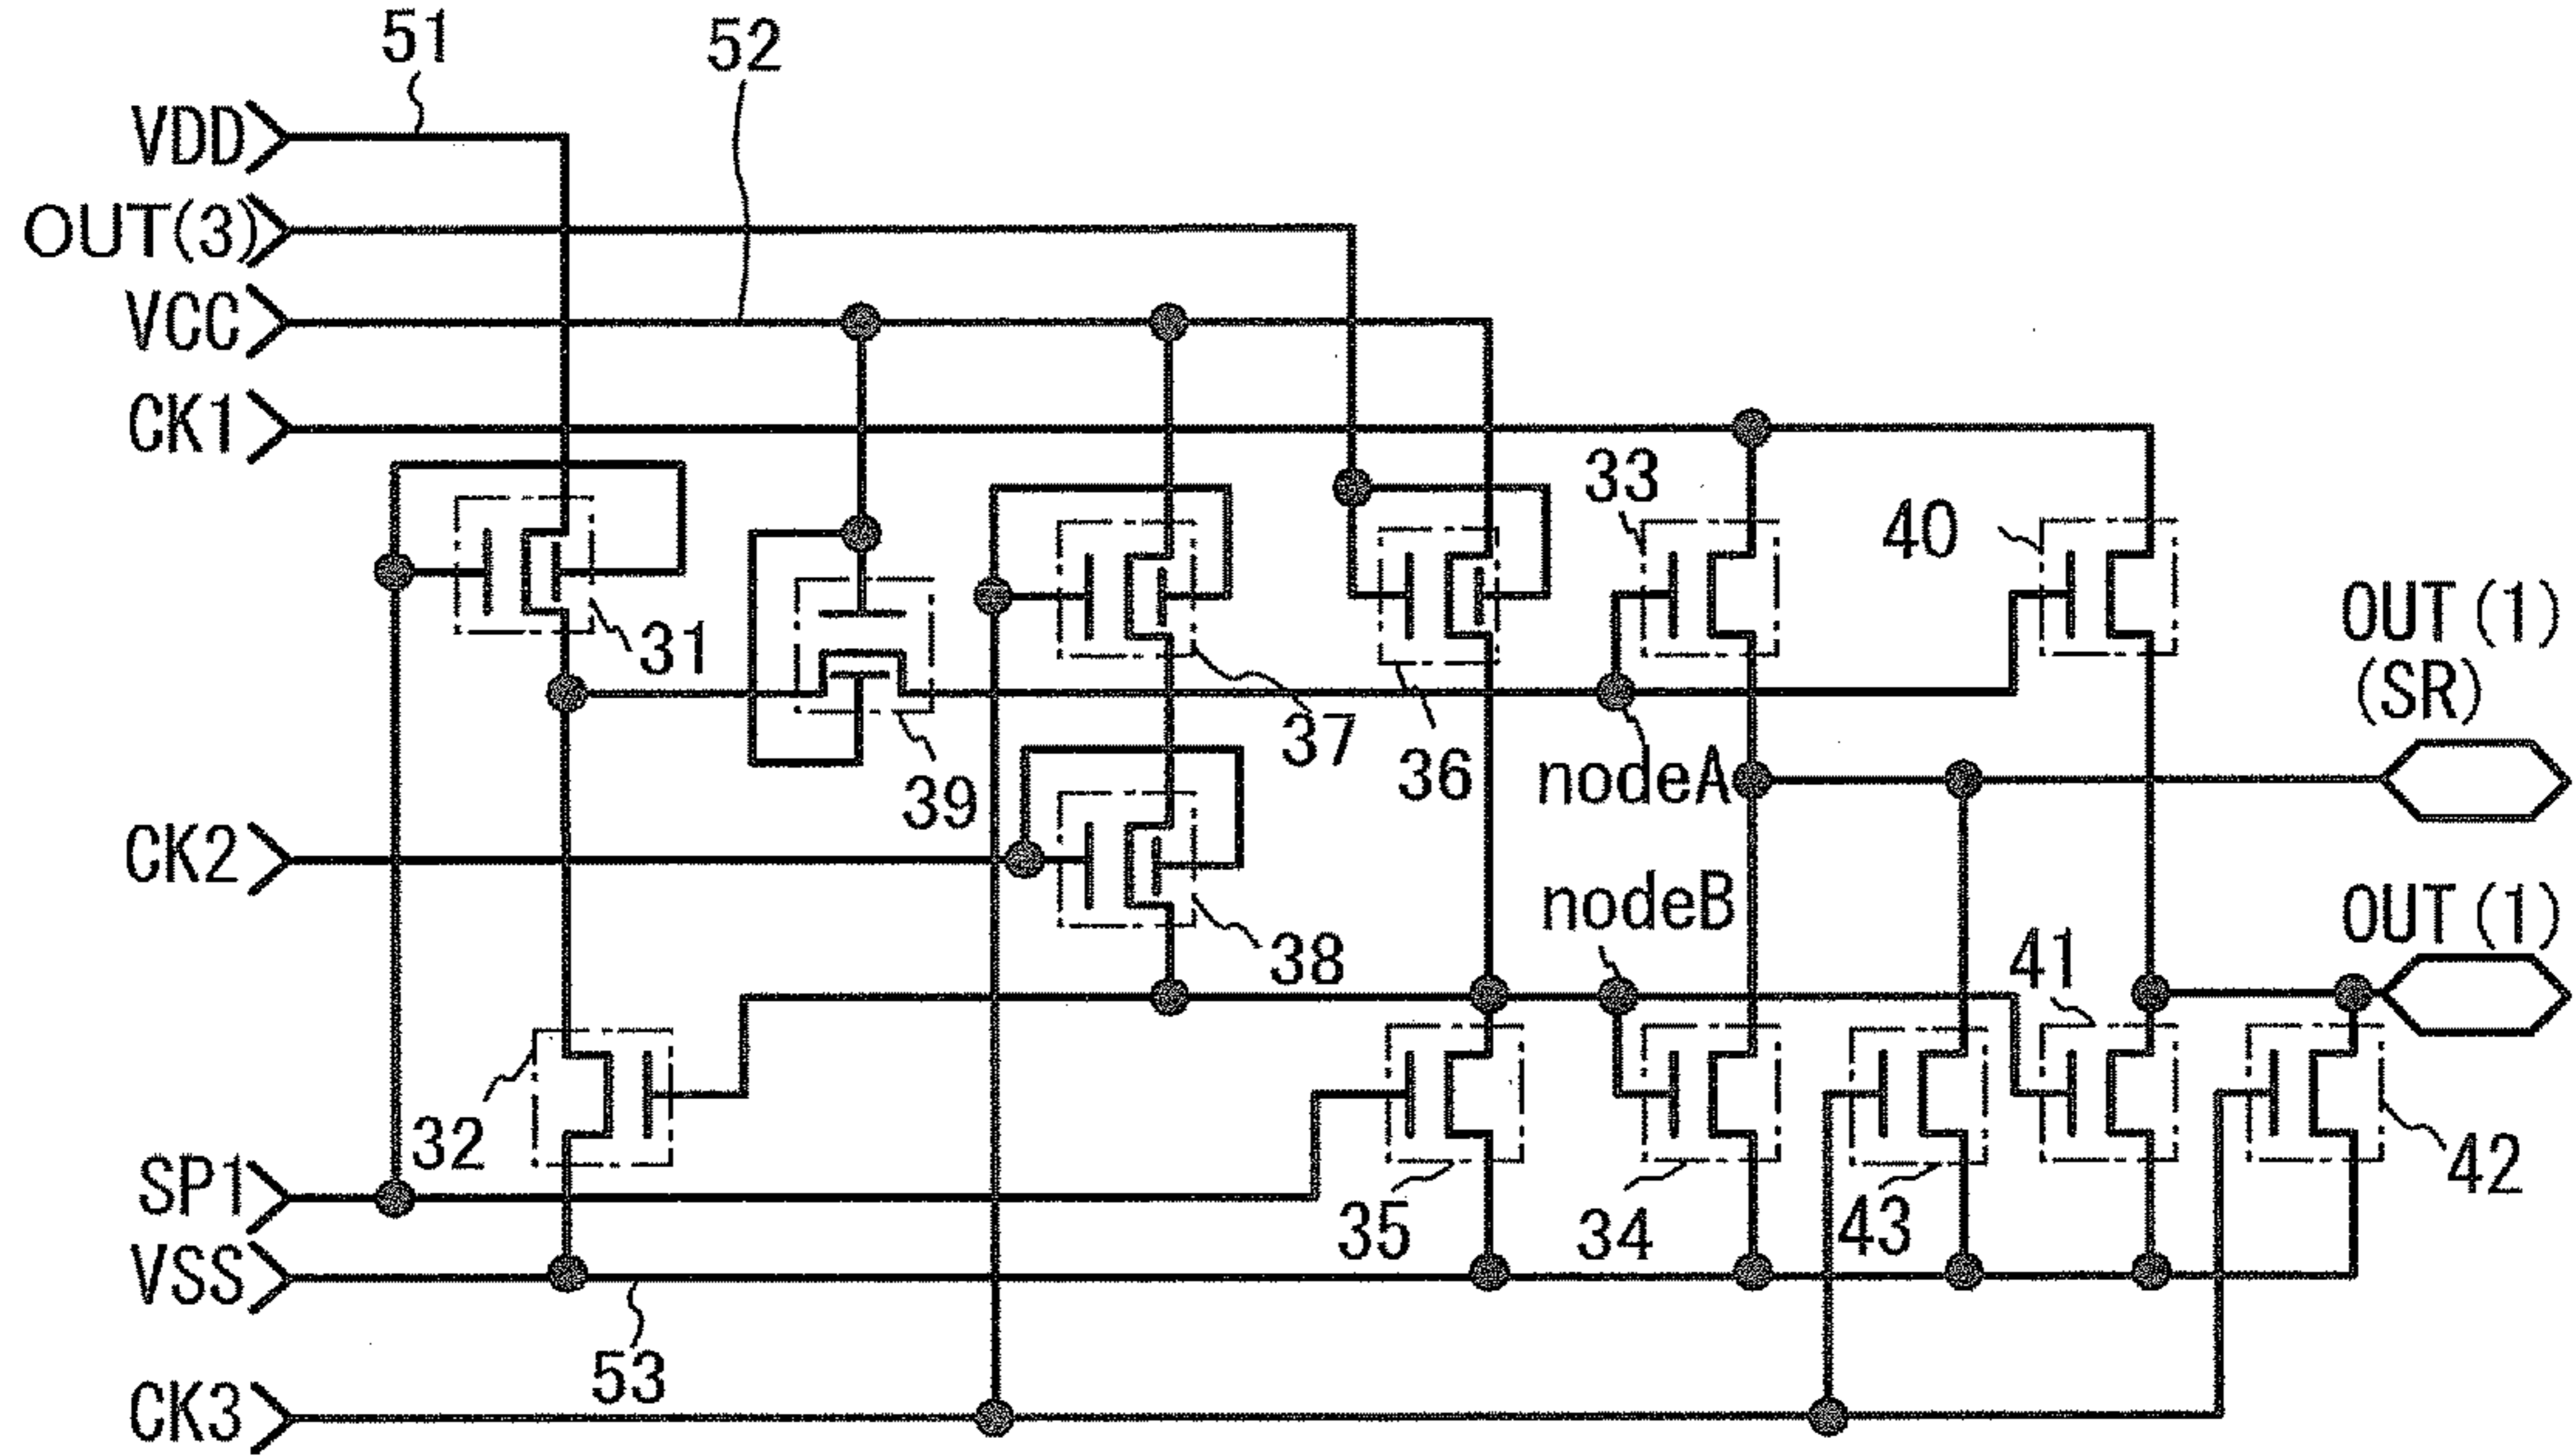 51
52
VDD
OUT(3)
VCC
CK1
33
40
OUT(1)
(SR)
31
37
36
nodeA
39
CK2
nodeB
OUT(1)
38
41
32
SP1
35
34
43
42
VSS
53
CK3